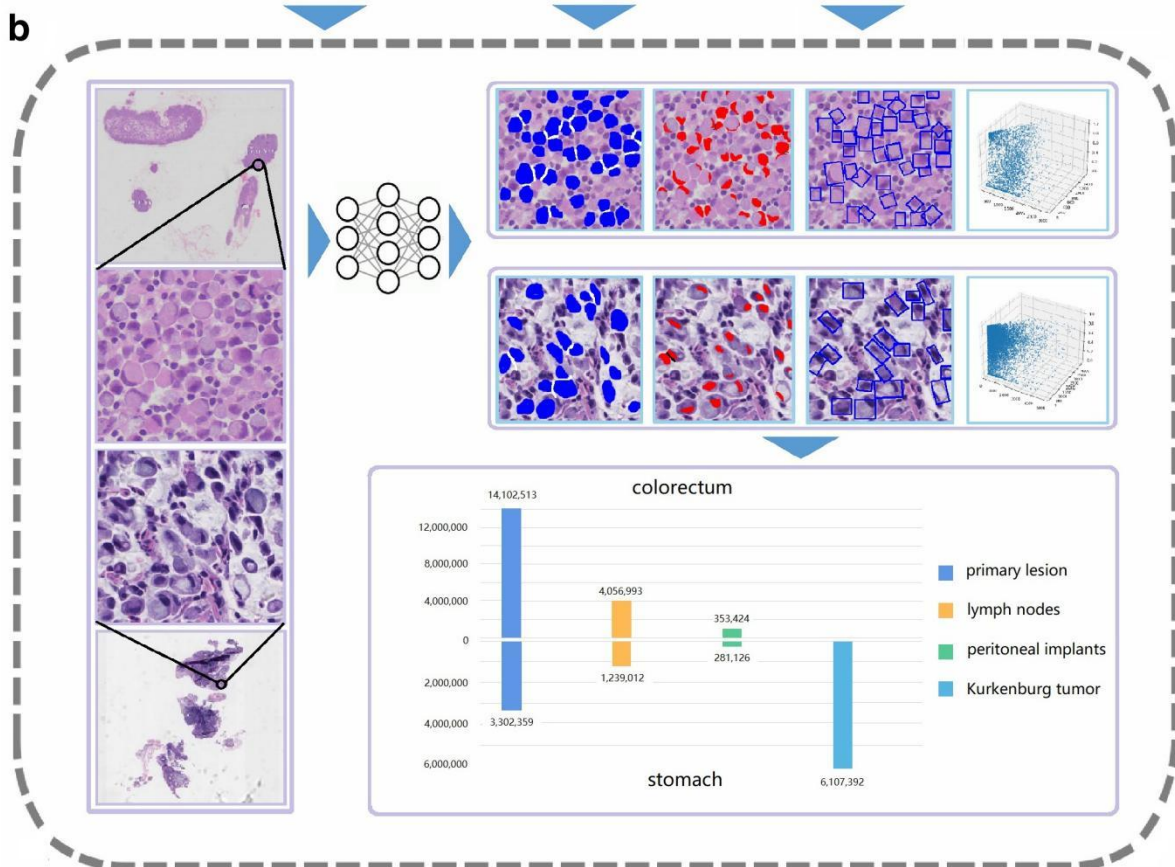 b
colorectum
14,102,513
12,000,000
8,000,000
4,056,993
4,000,000
353,424
0
281,126
1,239,012
2,000,000
3,302,359
4,000,000
6,000,000
stomach
6,107,392
primary lesion
lymph nodes
peritoneal implants
Kurkenburg tumor